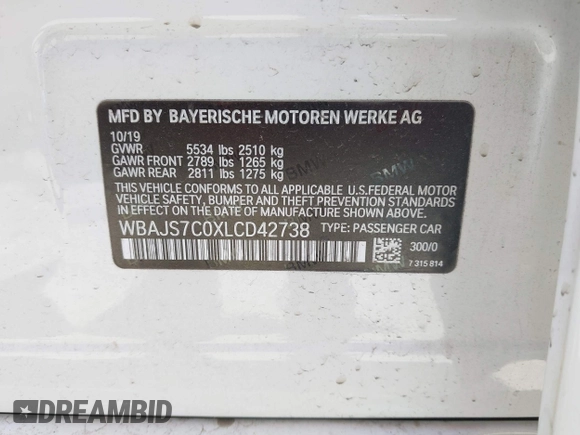 MFD BY BAYERISCHE MOTOREN WERKE AG
10/19
GVWR 5534 lbs 2510 kg
GAWR FRONT 2789 lbs 1265 kg
GAWR REAR 2811 lbs 1275 kg
THIS VEHICLE CONFORMS TO ALL APPLICABLE U.S.FEDERAL MOTOR
VEHICLE SAFETY, BUMPER AND THEFT PREVENTION STANDARDS
IN EFFECT ON THE DATE OF MANUFACTURE SHOWN ABOVE.
WBAJS7C0XLCD42738 TYPE: PASSENGER CAR
300/0
7 315 814
DREAMBID